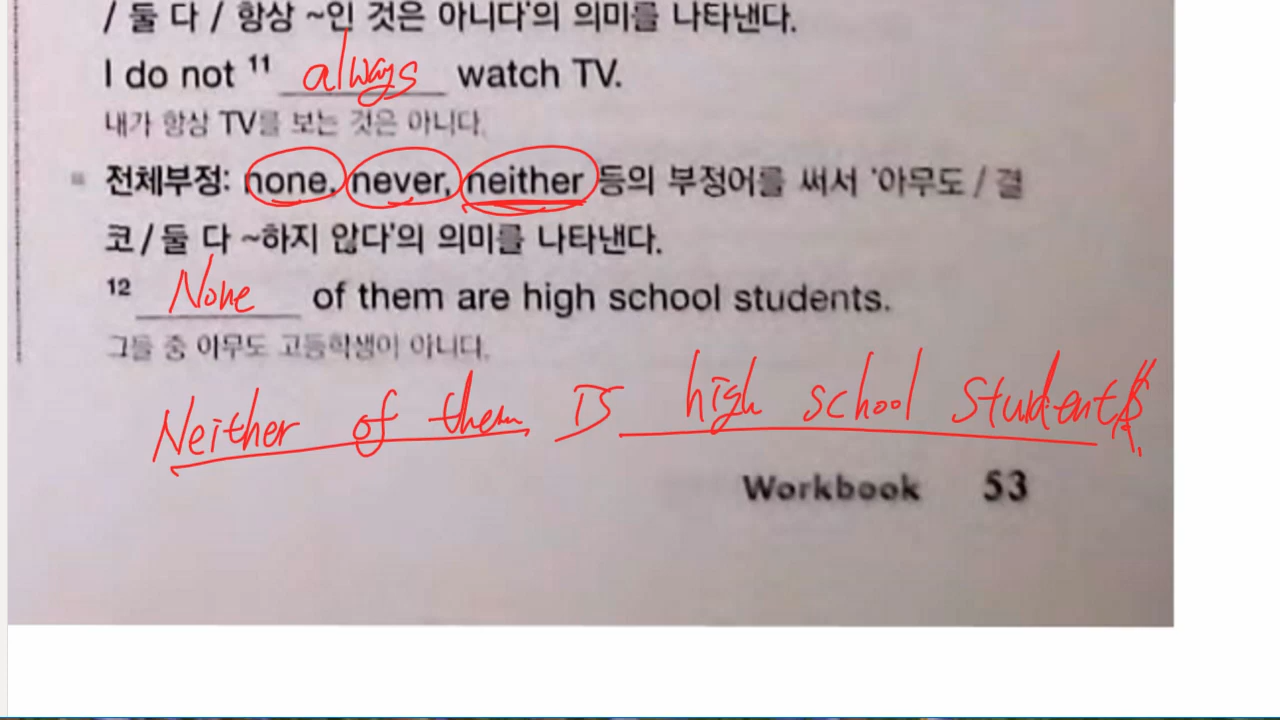 / 둘 다 / 항상 ~인 것은 아니다'의 의미를 나타낸다.
I do not 11 always watch TV.
내가 항상 TV를 보는 것은 아니다.
전체부정: none, never, neither 등의 부정어를 써서 '아무도 / 결
코 / 둘 다 ~하지 않다'의 의미를 나타낸다.
12 None of them are high school students.
그들 중 아무도 고등학생이 아니다.
Neither of them is high school students.
Workbook 53